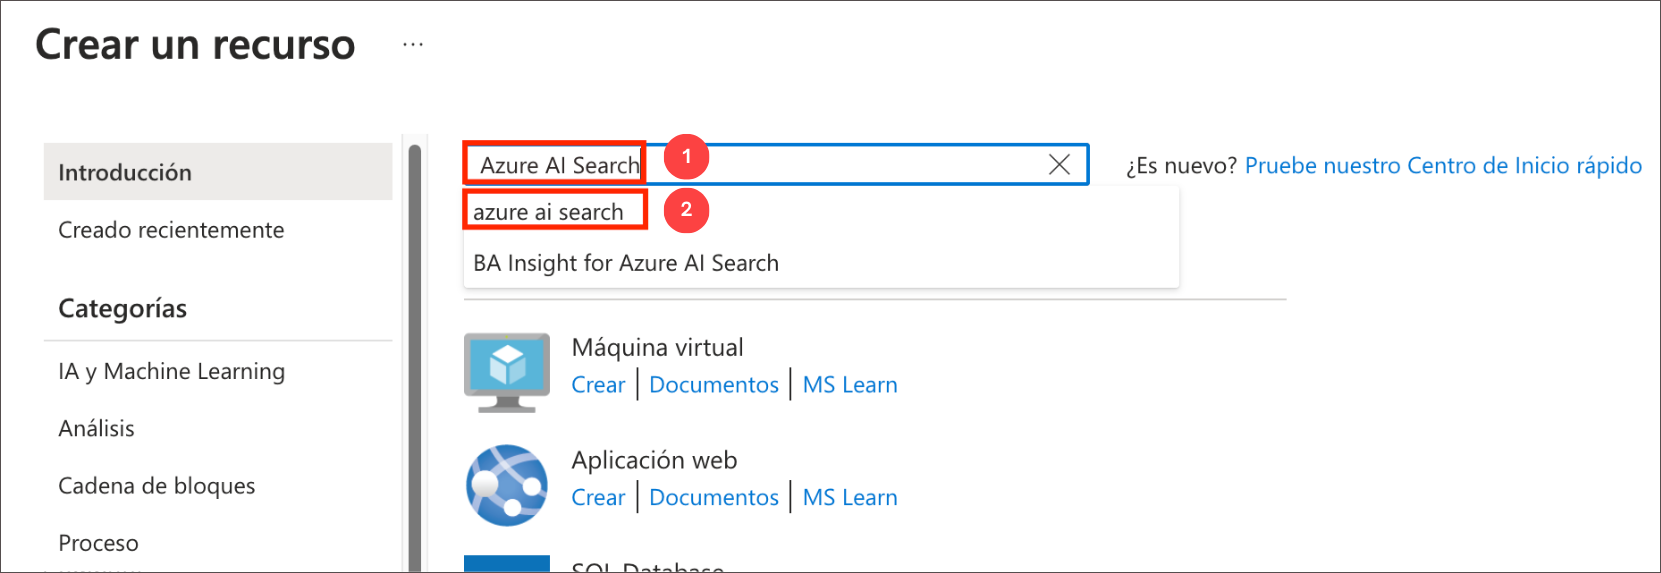 Crear un recurso ...
Introducción
Creado recientemente
Categorías
IA y Machine Learning
Análisis
Cadena de bloques
Proceso
Azure AI Search 1
¿Es nuevo? Pruebe nuestro Centro de Inicio rápido
azure ai search 2
BA Insight for Azure AI Search
Máquina virtual
Crear | Documentos | MS Learn
Aplicación web
Crear | Documentos | MS Learn
SQL Database